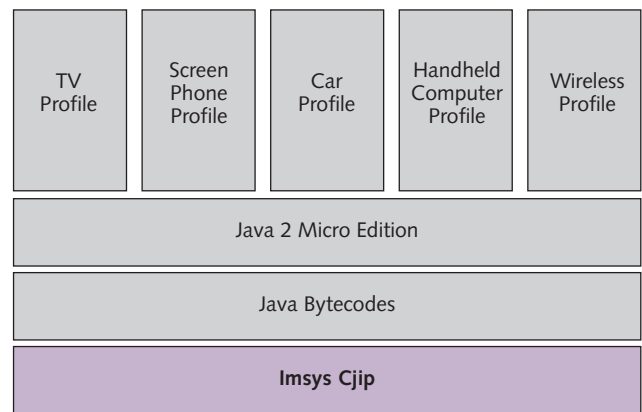 TV
Profile
Screen
Phone
Profile
Car
Profile
Handheld
Computer
Profile
Wireless
Profile
Java 2 Micro Edition
Java Bytecodes
Imsys Cjip